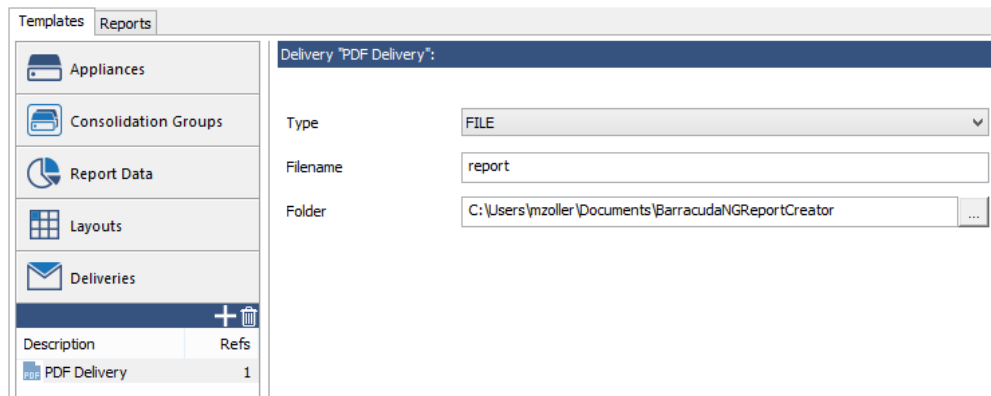 Templates Reports
Appliances
Consolidation Groups
Report Data
Layouts
Deliveries
Description Refs
PDF PDF Delivery 1
Delivery "PDF Delivery":
Type FILE
Filename report
Folder C:\Users\mzoller\Documents\BarracudaNGReportCreator ...